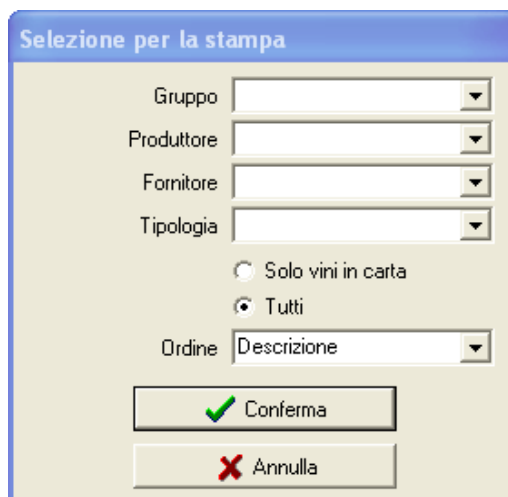 Selezione per la stampa
Gruppo
Produttore
Fornitore
Tipologia
Solo vini in carta
Tutti
Ordine Descrizione
Conferma
Annulla